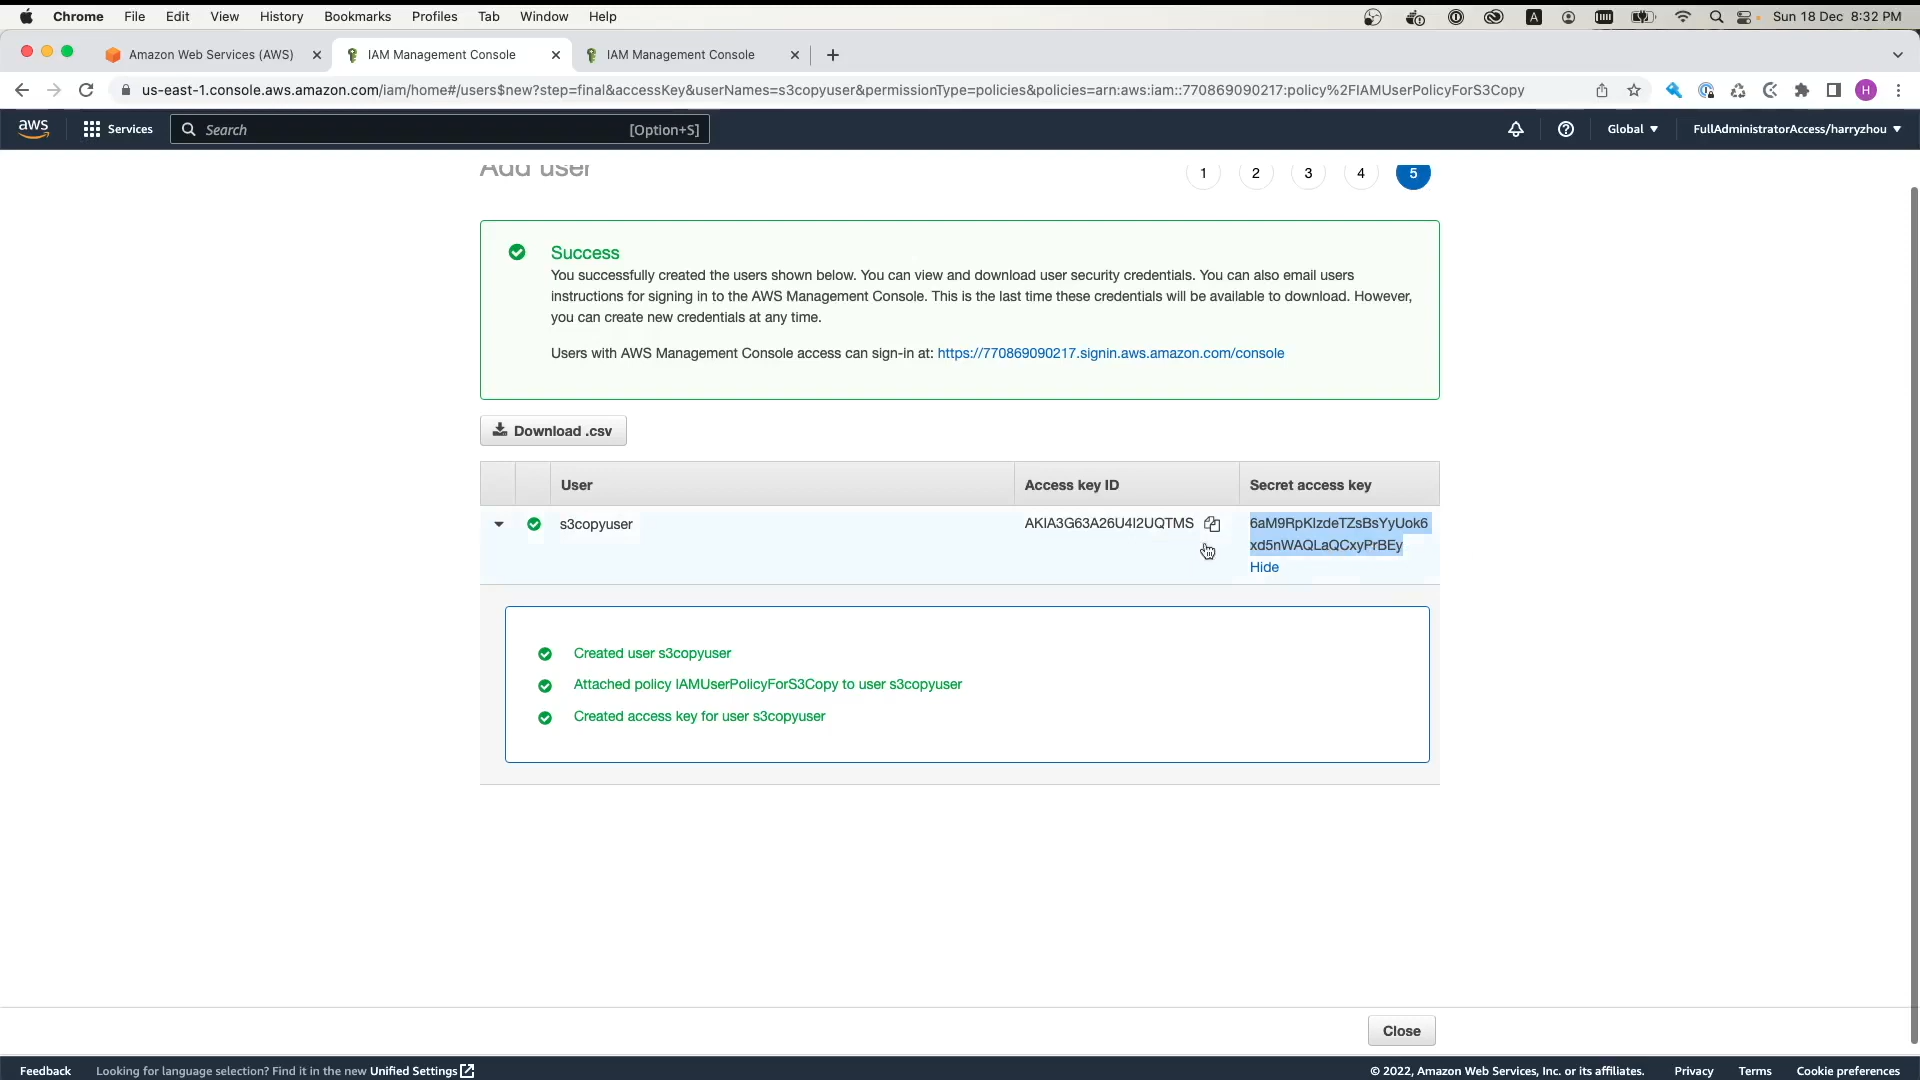 Chrome File Edit View History Bookmarks Profiles Tab Window Help Sun 18 Dec 8:32 PM
Amazon Web Services (AWS) IAM Management Console IAM Management Console
us-east-1.console.aws.amazon.com/iam/home#/users$new?step=final&accessKey&userNames=s3copyuser&permissionType=policies&policies=arn:aws:iam::770869090217:policy%2FIAMUserPolicyForS3Copy
aws Services Search [Option+S] Global FullAdministratorAccess/harryzhou
Add user 1 2 3 4 5
Success
You successfully created the users shown below. You can view and download user security credentials. You can also email users
instructions for signing in to the AWS Management Console. This is the last time these credentials will be available to download. However,
you can create new credentials at any time.
Users with AWS Management Console access can sign-in at: https://770869090217.signin.aws.amazon.com/console
Download .csv
User Access key ID Secret access key
s3copyuser AKIA3G63A26U4I2UQTMS 6aM9RpKlzdeTZsBsYyUok6
xd5nWAQLaQCxyPrBEy
Hide
Created user s3copyuser
Attached policy IAMUserPolicyForS3Copy to user s3copyuser
Created access key for user s3copyuser
Close
Feedback Looking for language selection? Find it in the new Unified Settings © 2022, Amazon Web Services, Inc. or its affiliates. Privacy Terms Cookie preferences